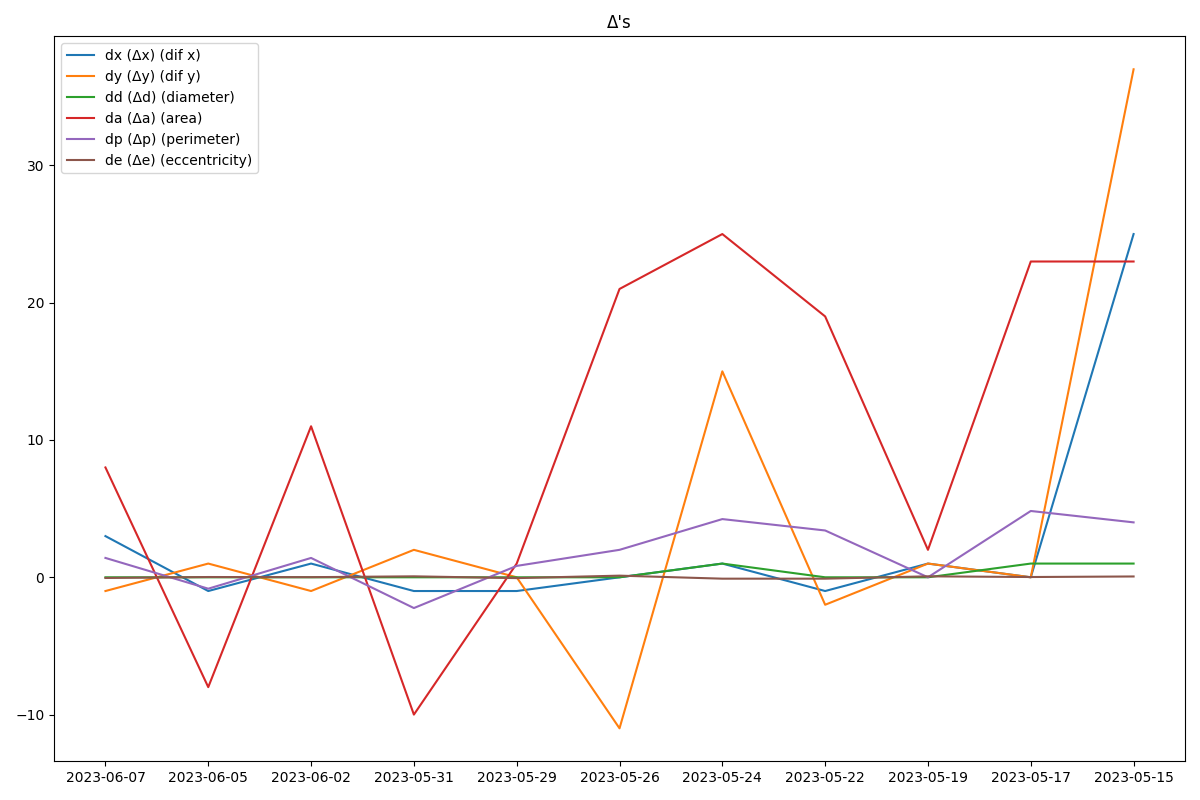 Δ's
dx (Δx) (dif x)
dy (Δy) (dif y)
dd (Δd) (diameter)
da (Δa) (area)
dp (Δp) (perimeter)
de (Δe) (eccentricity)
30
20
10
0
−10
2023-06-07 2023-06-05 2023-06-02 2023-05-31 2023-05-29 2023-05-26 2023-05-24 2023-05-22 2023-05-19 2023-05-17 2023-05-15